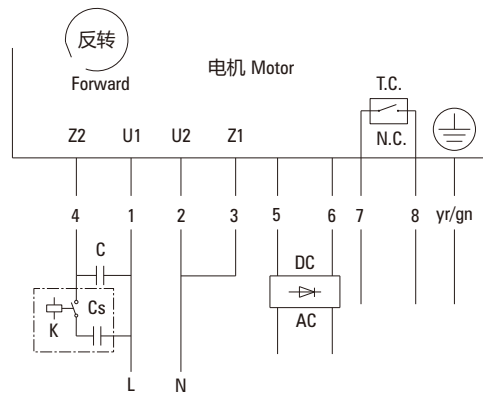 反转
Forward
电机 Motor
T.C.
N.C.
Z2 U1 U2 Z1
4 1 2 3 5 6 7 8 yr/gn
C
DC
Cs
K
AC
L N